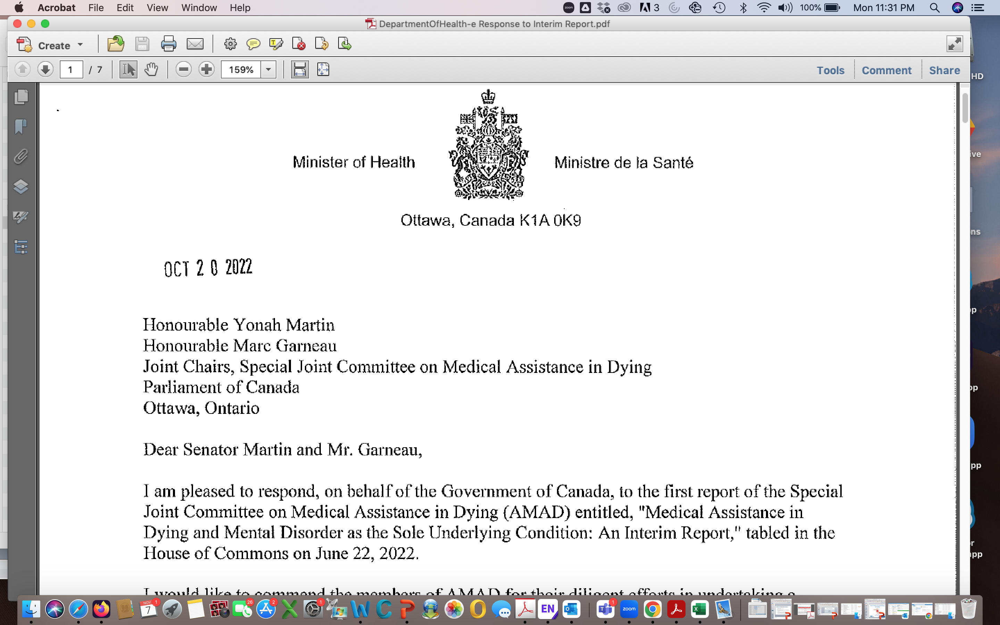 Acrobat File Edit View Window Help zoom 3 100% Mon 11:31 PM
DepartmentOfHealth-e Response to Interim Report.pdf
Create
1 / 7 159% Tools Comment Share
HD
Minister of Health Ministre de la Santé
ive
Ottawa, Canada K1A 0K9
ns
OCT 20 2022
Honourable Yonah Martin
Honourable Marc Garneau
Joint Chairs, Special Joint Committee on Medical Assistance in Dying
Parliament of Canada
Ottawa, Ontario
Dear Senator Martin and Mr. Garneau,
pp
I am pleased to respond, on behalf of the Government of Canada, to the first report of the Special
Joint Committee on Medical Assistance in Dying (AMAD) entitled, "Medical Assistance in
Dying and Mental Disorder as the Sole Underlying Condition: An Interim Report," tabled in the
House of Commons on June 22, 2022.
I would like to commend the members of AMAD for their diligent efforts in undertaking a
NOV 7 1 26 2 1 EN 1 zoom